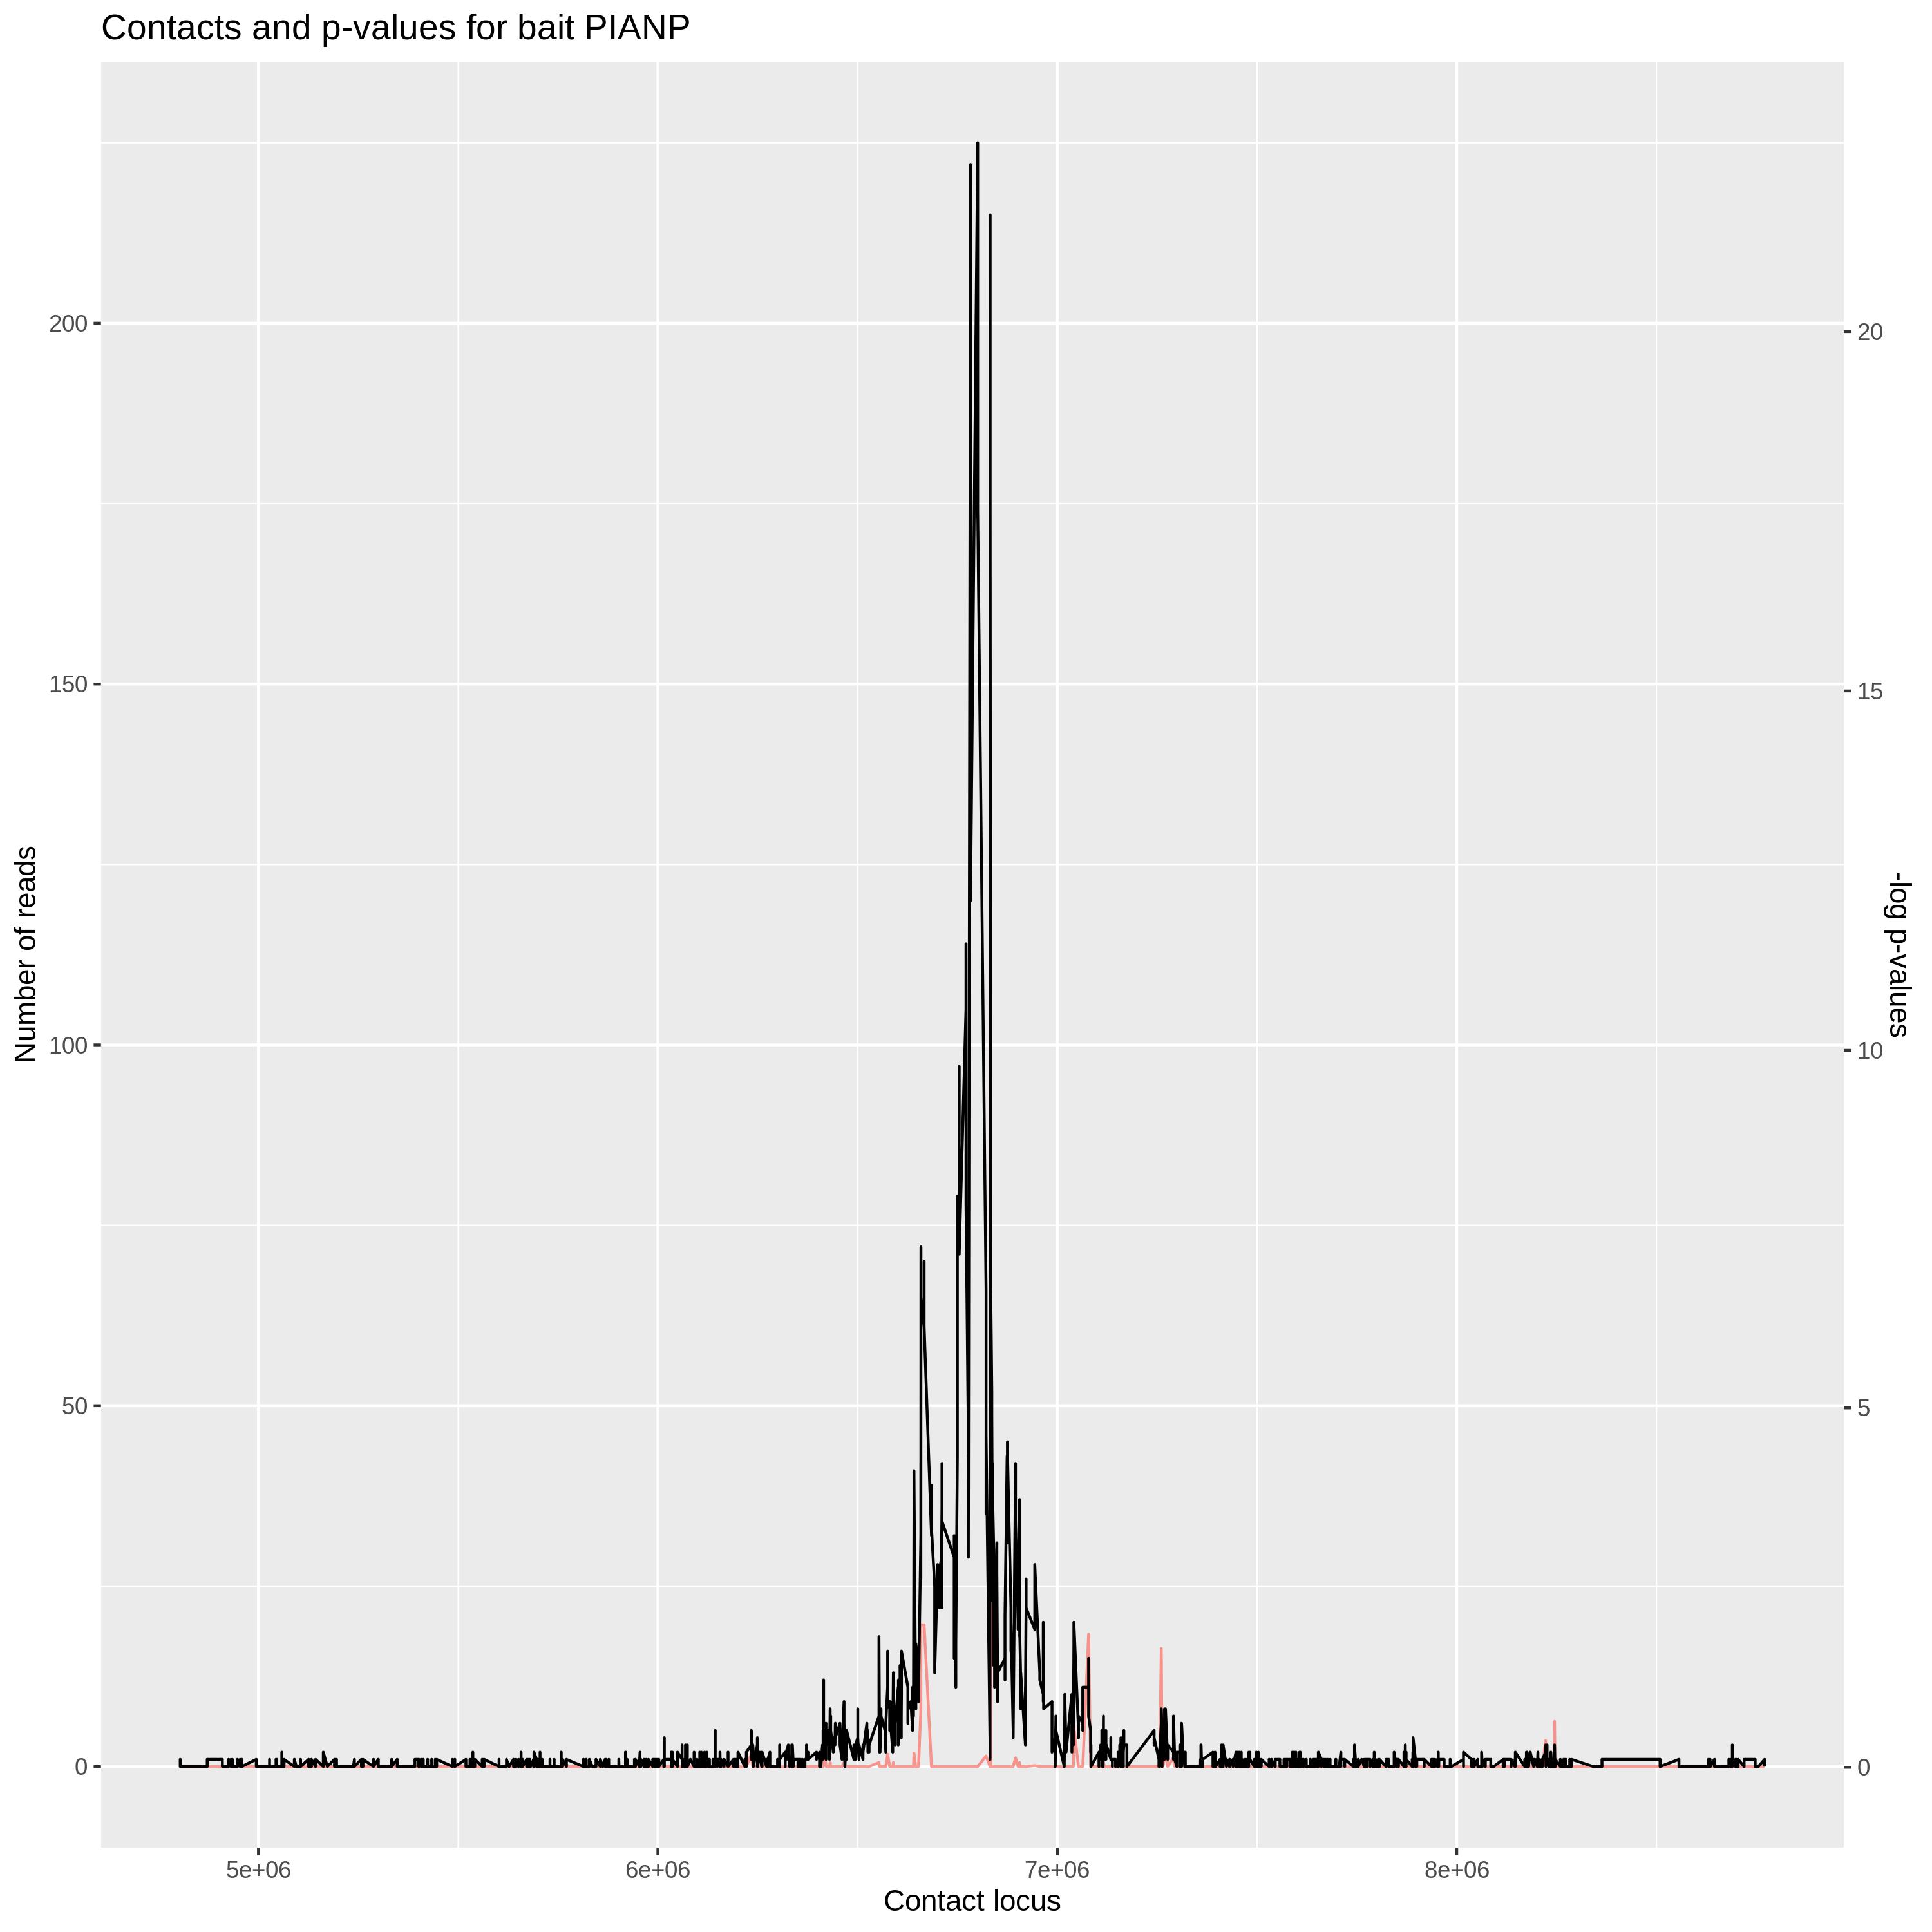 Contacts and p-values for bait PIANP
Number of reads
200
150
100
50
0
20
15
10
5
0
-log p-values
5e+06
6e+06
7e+06
8e+06
Contact locus